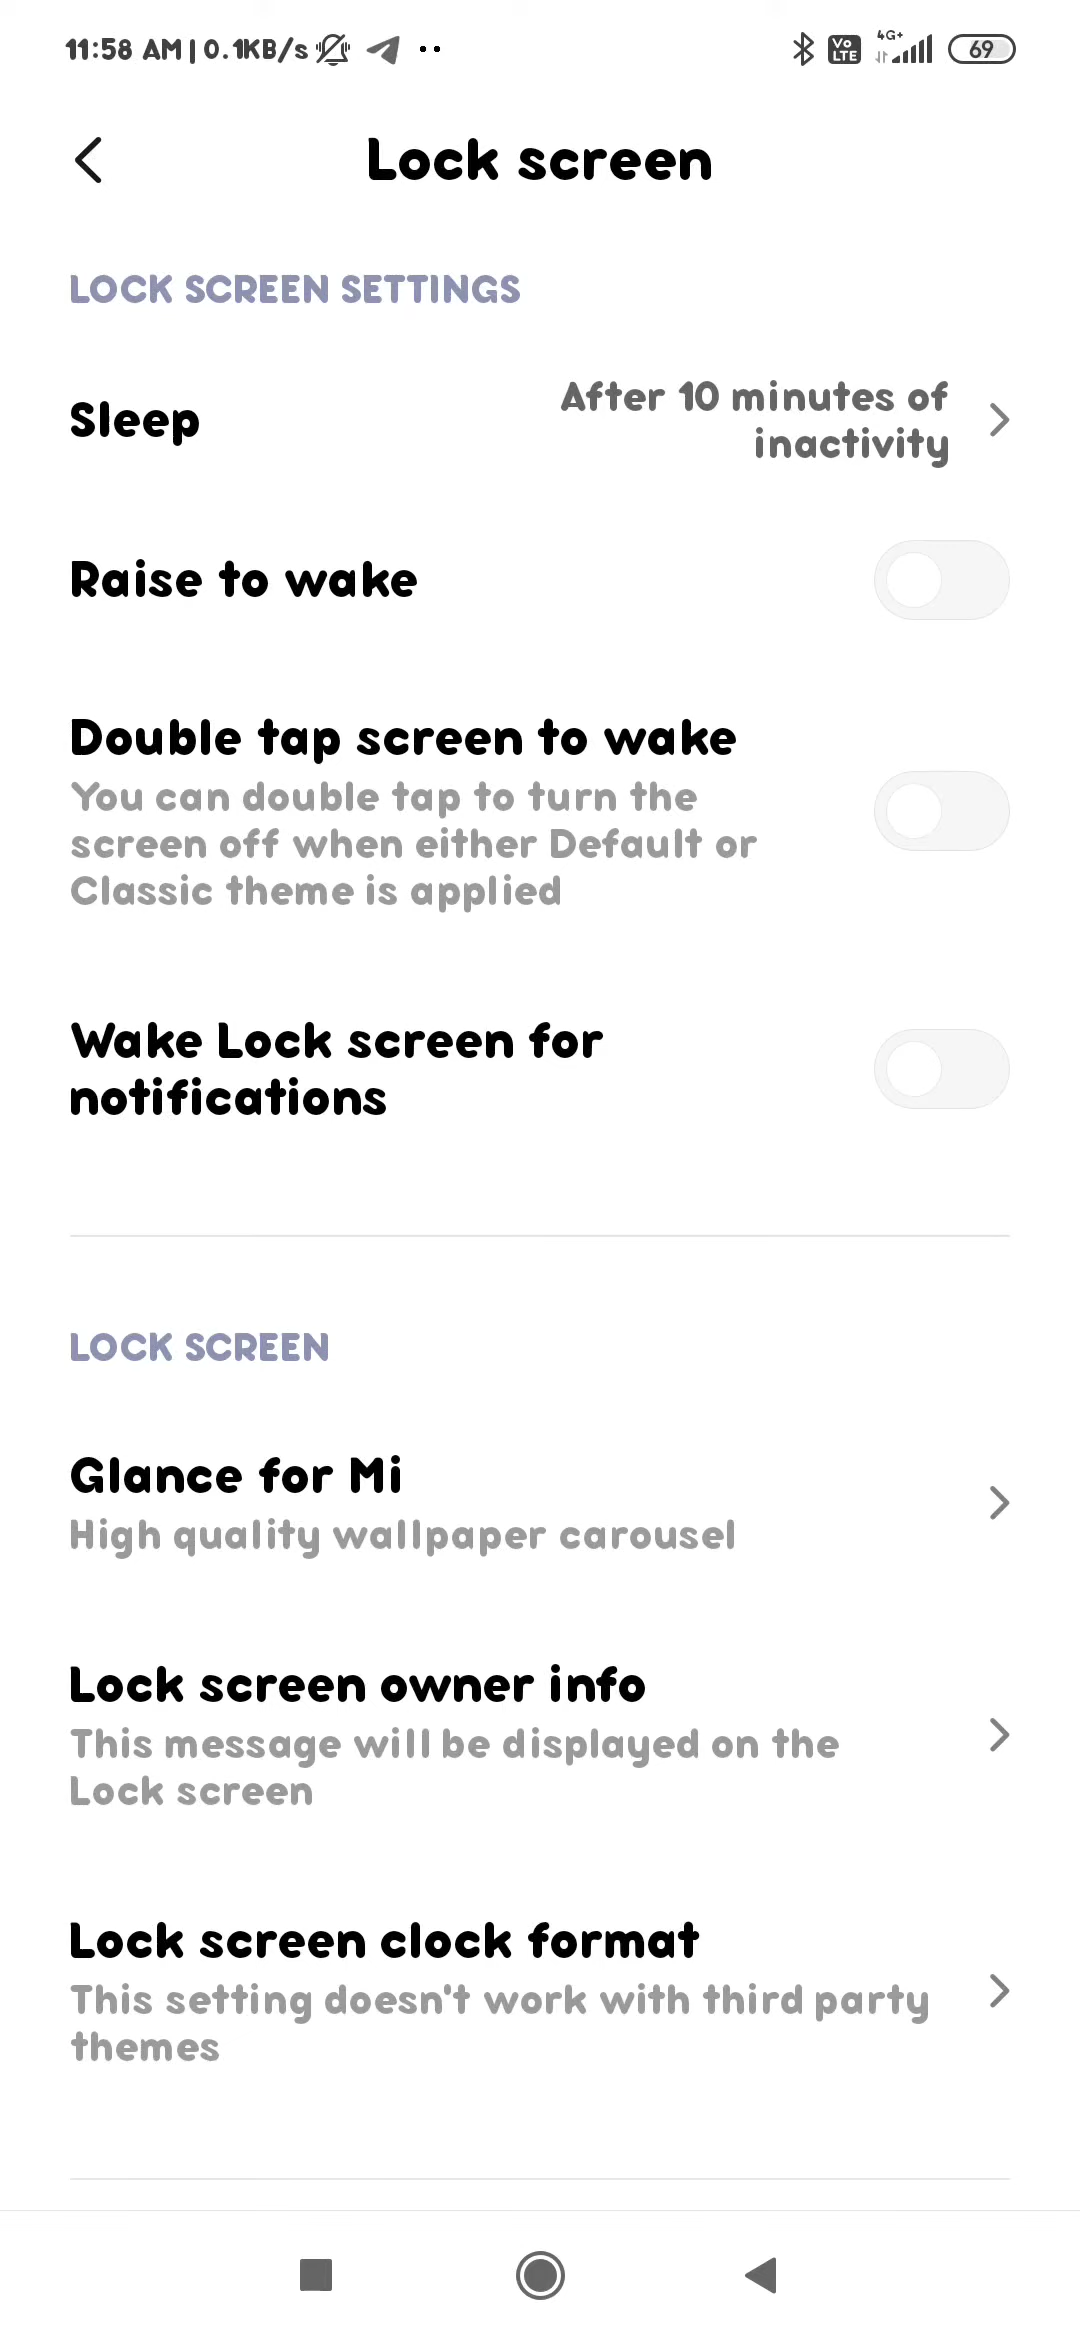 11:58 AM | 0.1KB/s
Vo LTE 4G+ 69
Lock screen
LOCK SCREEN SETTINGS
Sleep
After 10 minutes of
inactivity
Raise to wake
Double tap screen to wake
You can double tap to turn the
screen off when either Default or
Classic theme is applied
Wake Lock screen for
notifications
LOCK SCREEN
Glance for Mi
High quality wallpaper carousel
Lock screen owner info
This message will be displayed on the
Lock screen
Lock screen clock format
This setting doesn't work with third party
themes